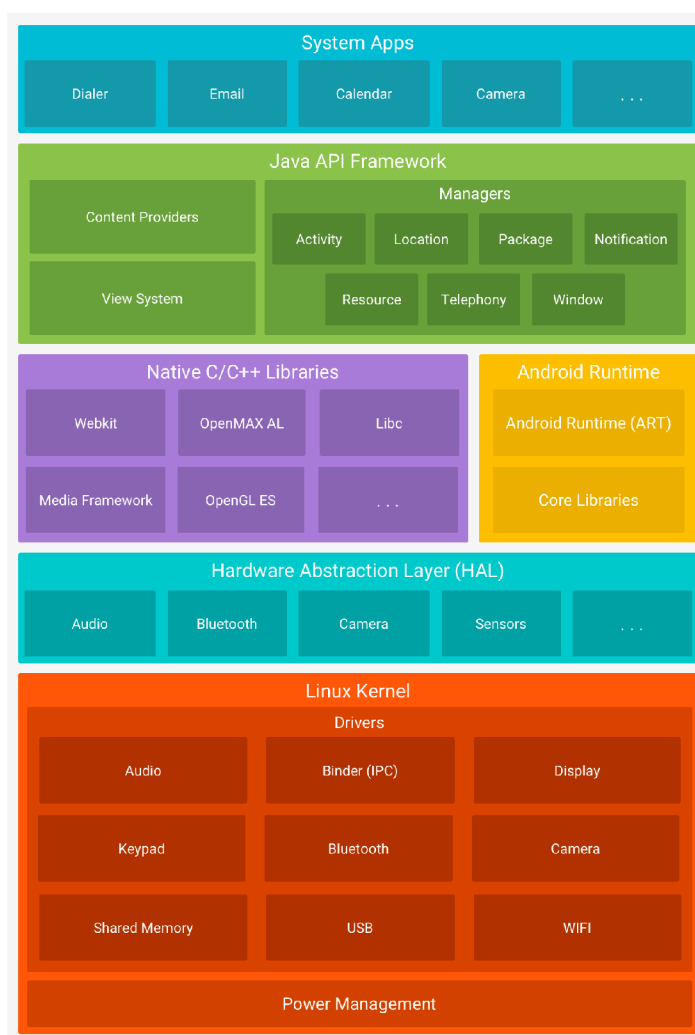 System Apps
Dialer
Email
Calendar
Camera
. . .
Java API Framework
Content Providers
View System
Managers
Activity
Location
Package
Notification
Resource
Telephony
Window
Native C/C++ Libraries
Webkit
OpenMAX AL
Libc
Media Framework
OpenGL ES
. . .
Android Runtime
Android Runtime (ART)
Core Libraries
Hardware Abstraction Layer (HAL)
Audio
Bluetooth
Camera
Sensors
. . .
Linux Kernel
Drivers
Audio
Binder (IPC)
Display
Keypad
Bluetooth
Camera
Shared Memory
USB
WIFI
Power Management